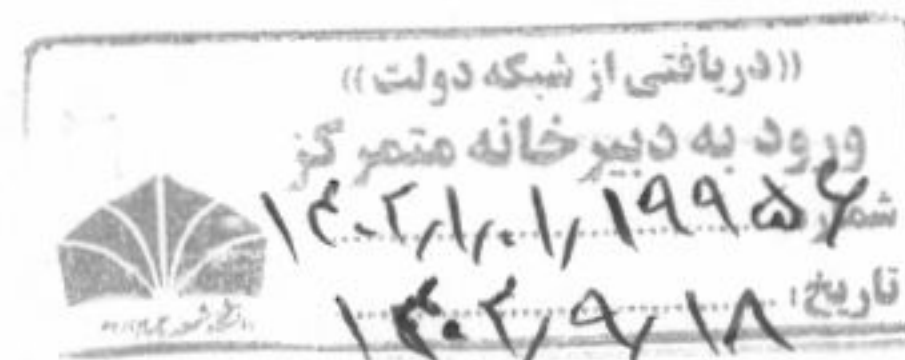 ((دریافتی از شبکه دولت))
ورود به دبیرخانه متمرکز
شماره ۱۴۰۲/۱/۰۱/۱۹۹۵۶
تاریخ: ۱۴۰۲/۹/۱۸